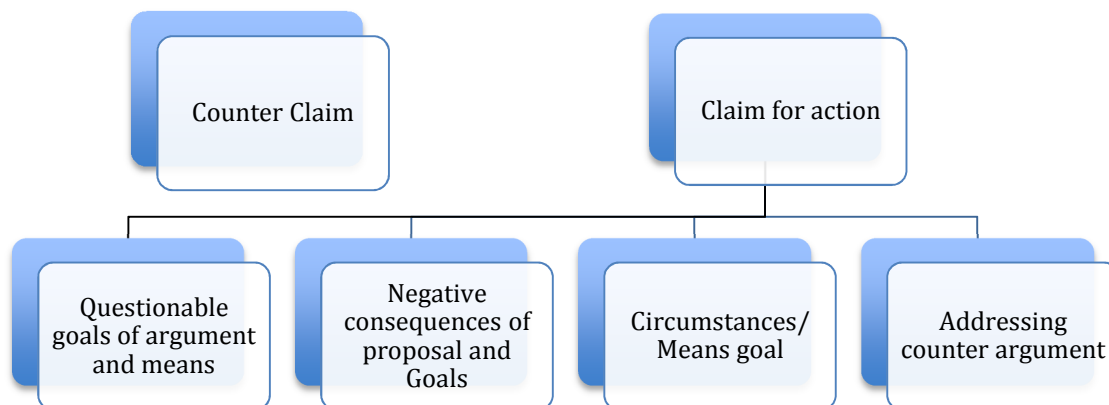 Counter Claim
Claim for action
Questionable
goals of argument
and means
Negative
consequences of
proposal and
Goals
Circumstances/
Means goal
Addressing
counter argument